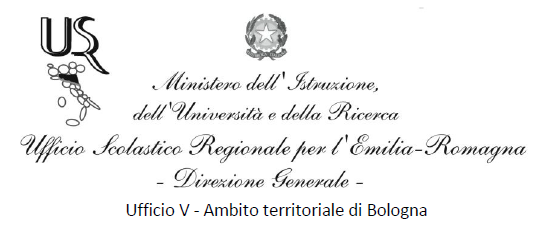 USR
Ministero dell'Istruzione,
dell'Università e della Ricerca
Ufficio Scolastico Regionale per l'Emilia-Romagna
- Direzione Generale -
Ufficio V - Ambito territoriale di Bologna